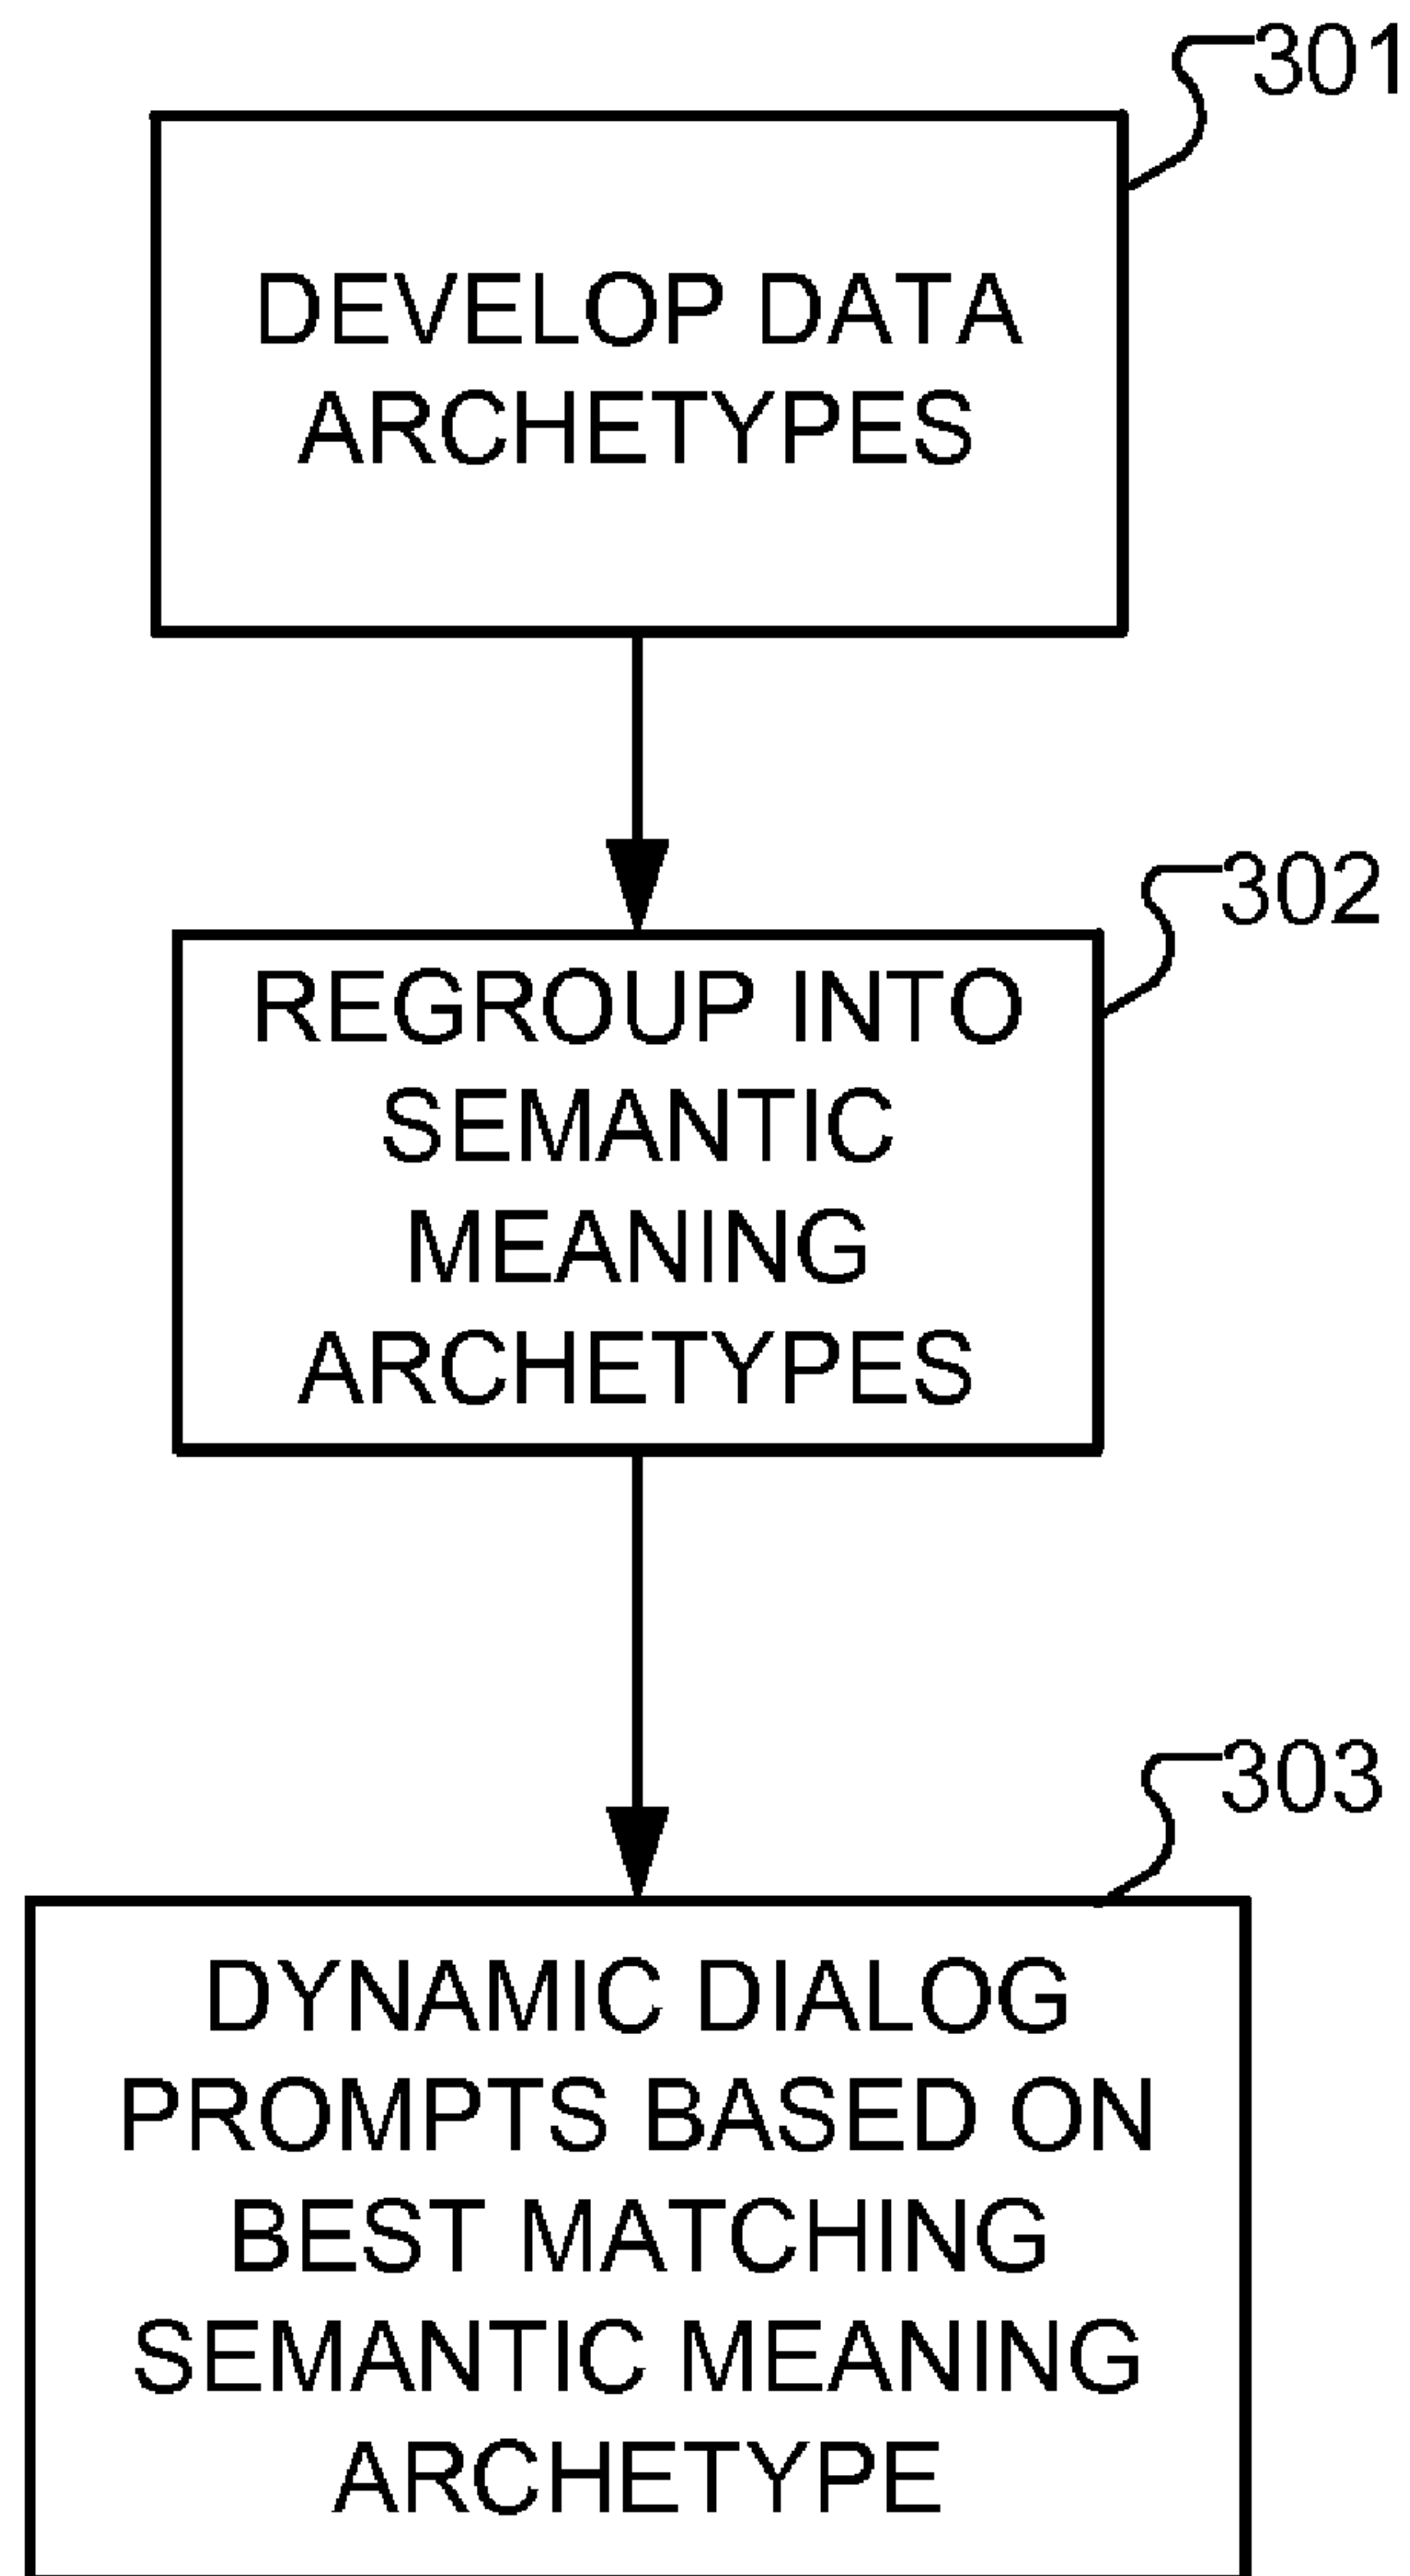 301
DEVELOP DATA
ARCHETYPES
302
REGROUP INTO
SEMANTIC
MEANING
ARCHETYPES
303
DYNAMIC DIALOG
PROMPTS BASED ON
BEST MATCHING
SEMANTIC MEANING
ARCHETYPE